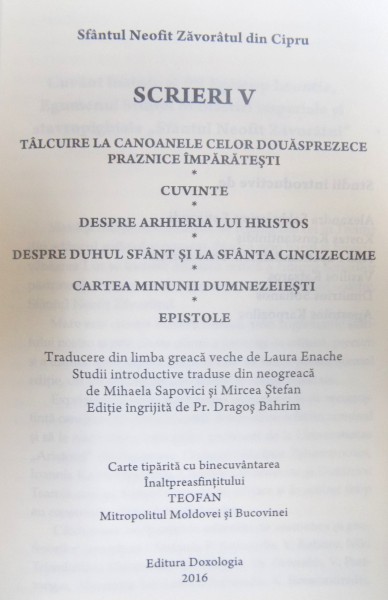 Sfântul Neofit Zăvorâtul din Cipru
SCRIERI V
TÂLCUIRE LA CANOANELE CELOR DOUĂSPREZECE
PRAZNICE ÎMPĂRĂTEȘTI
*
CUVINTE
*
DESPRE ARHIERIA LUI HRISTOS
*
DESPRE DUHUL SFÂNT ȘI LA SFÂNTA CINCIZECIME
*
CARTEA MINUNII DUMNEZEIEȘTI
*
EPISTOLE
Traducere din limba greacă veche de Laura Enache
Studii introductive traduse din neogreacă
de Mihaela Sapovici și Mircea Ștefan
Ediție îngrijită de Pr. Dragoș Bahrim
Carte tipărită cu binecuvântarea
Înaltpreasfințitului
TEOFAN
Mitropolitul Moldovei și Bucovinei
Editura Doxologia
2016